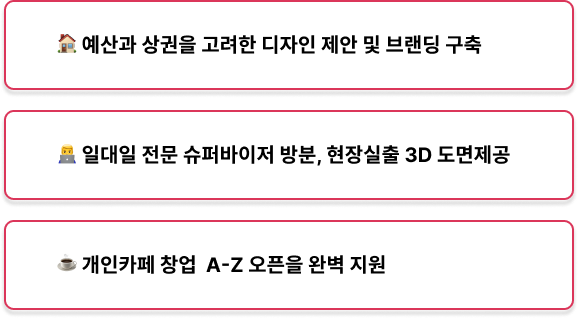 🏠 예산과 상권을 고려한 디자인 제안 및 브랜딩 구축
👨‍💻 일대일 전문 슈퍼바이저 방분, 현장실출 3D 도면제공
☕ 개인카페 창업 A-Z 오픈을 완벽 지원